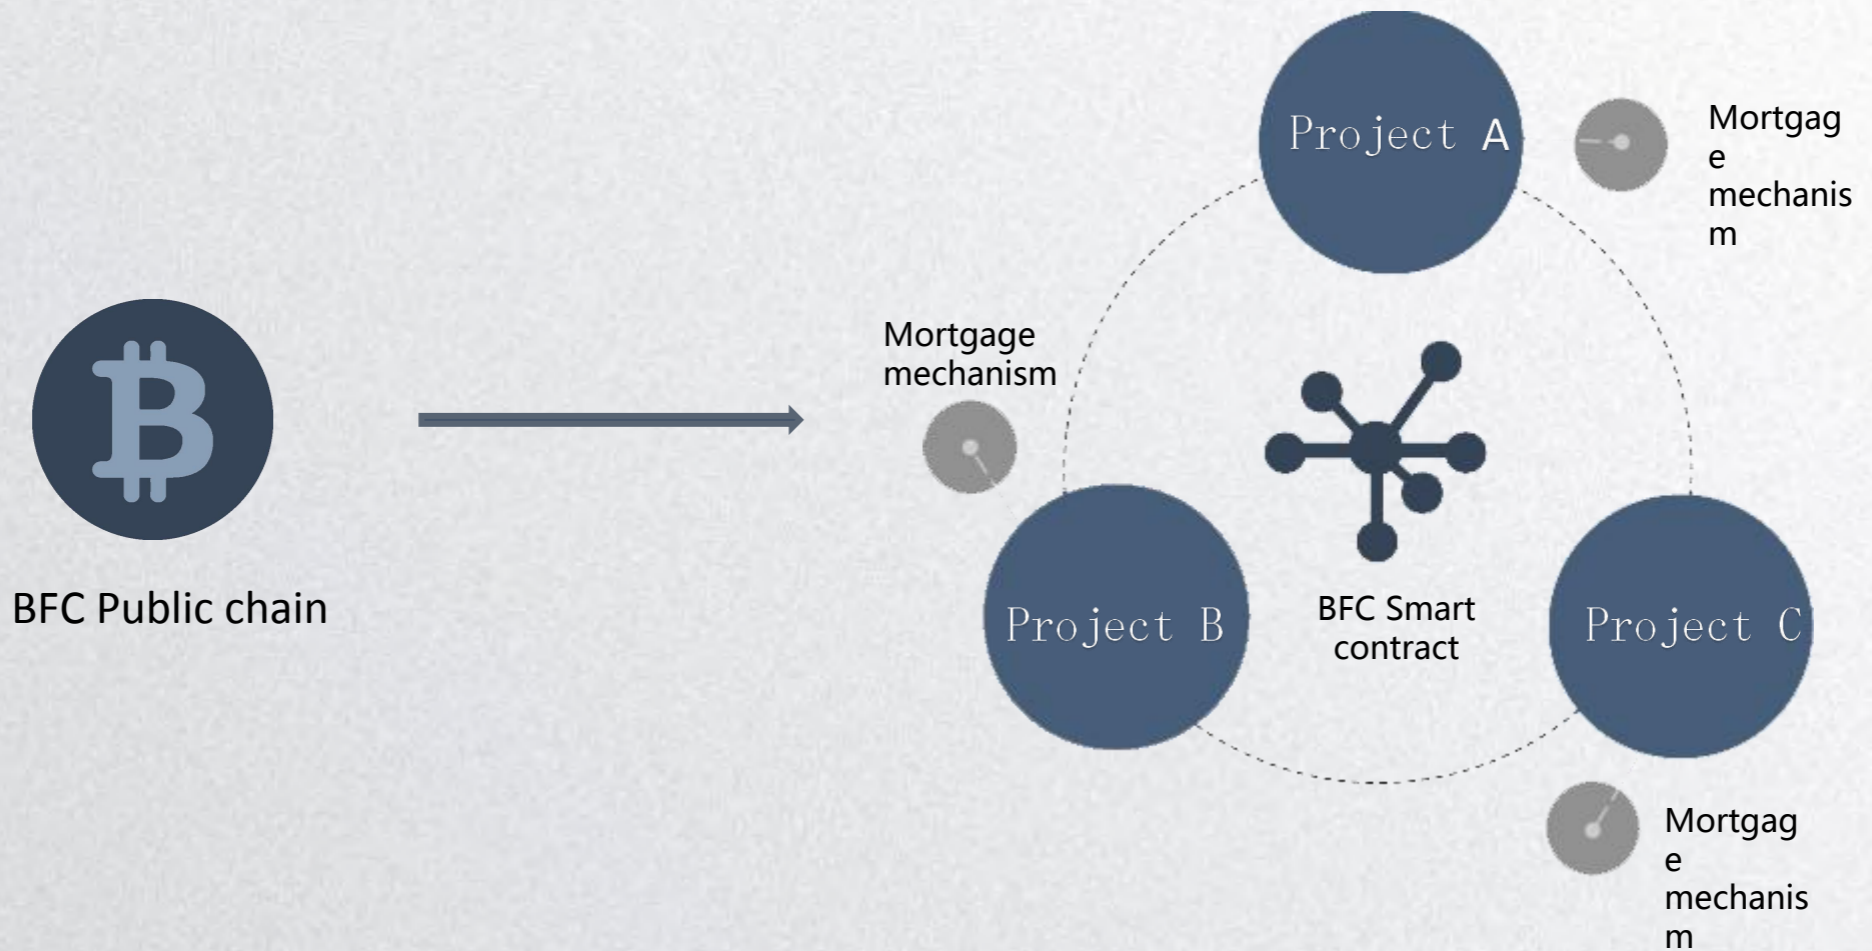 Project A
Mortgag
e
mechanis
m
Mortgage
mechanism
BFC Public chain
Project B
BFC Smart
contract
Project C
Mortgag
e
mechanis
m